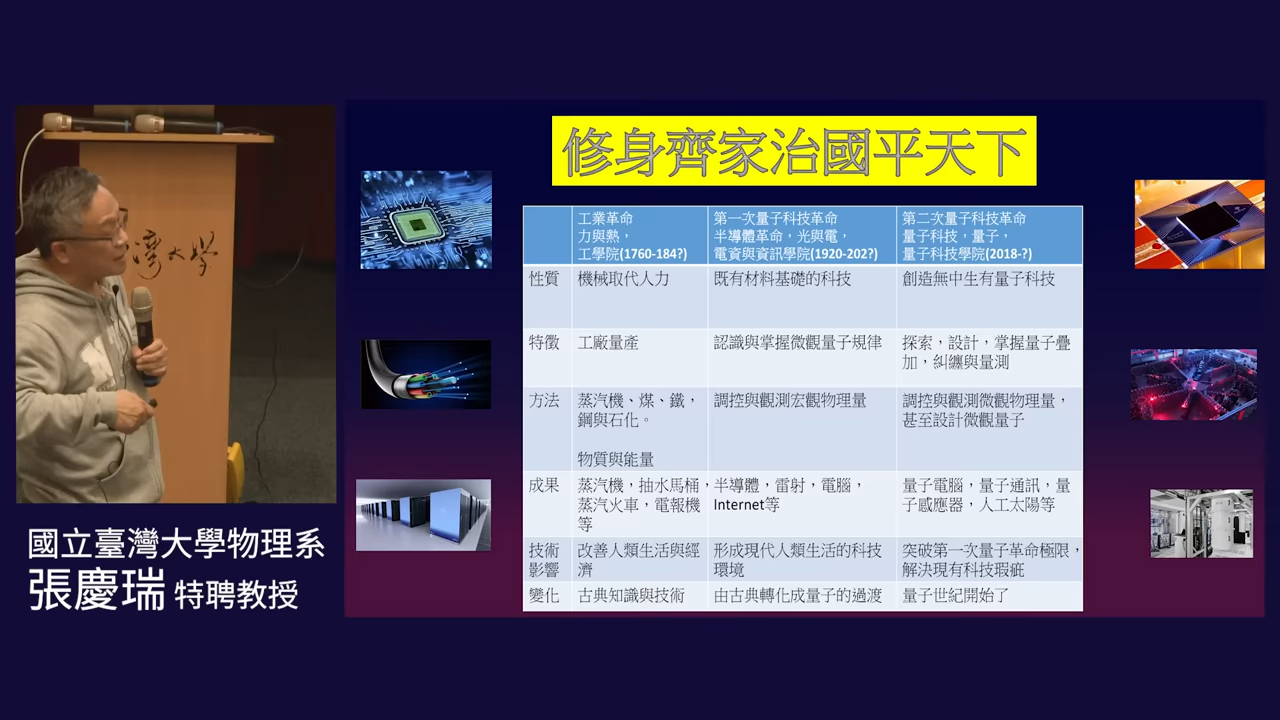 修身齊家治國平天下
工業革命
力與熱，
工學院(1760-184?)
第一次量子科技革命
半導體革命，光與電，
電資與資訊學院(1920-202?)
第二次量子科技革命
量子科技，量子，
量子科技學院(2018-?)
性質
機械取代人力
既有材料基礎的科技
創造無中生有量子科技
特徵
工廠量產
認識與掌握微觀量子規律
探索，設計，掌握量子疊
加，糾纏與量測
方法
蒸汽機、煤、鐵，
鋼與石化。
物質與能量
調控與觀測宏觀物理量
調控與觀測微觀物理量，
甚至設計微觀量子
成果
蒸汽機，抽水馬桶，
蒸汽火車，電報機
等
半導體，雷射，電腦，
Internet等
量子電腦，量子通訊，量
子感應器，人工太陽等
技術
影響
改善人類生活與經
濟
形成現代人類生活的科技
環境
突破第一次量子革命極限，
解決現有科技瑕疵
變化
古典知識與技術
由古典轉化成量子的過渡
量子世紀開始了
灣大學
國立臺灣大學物理系
張慶瑞 特聘教授